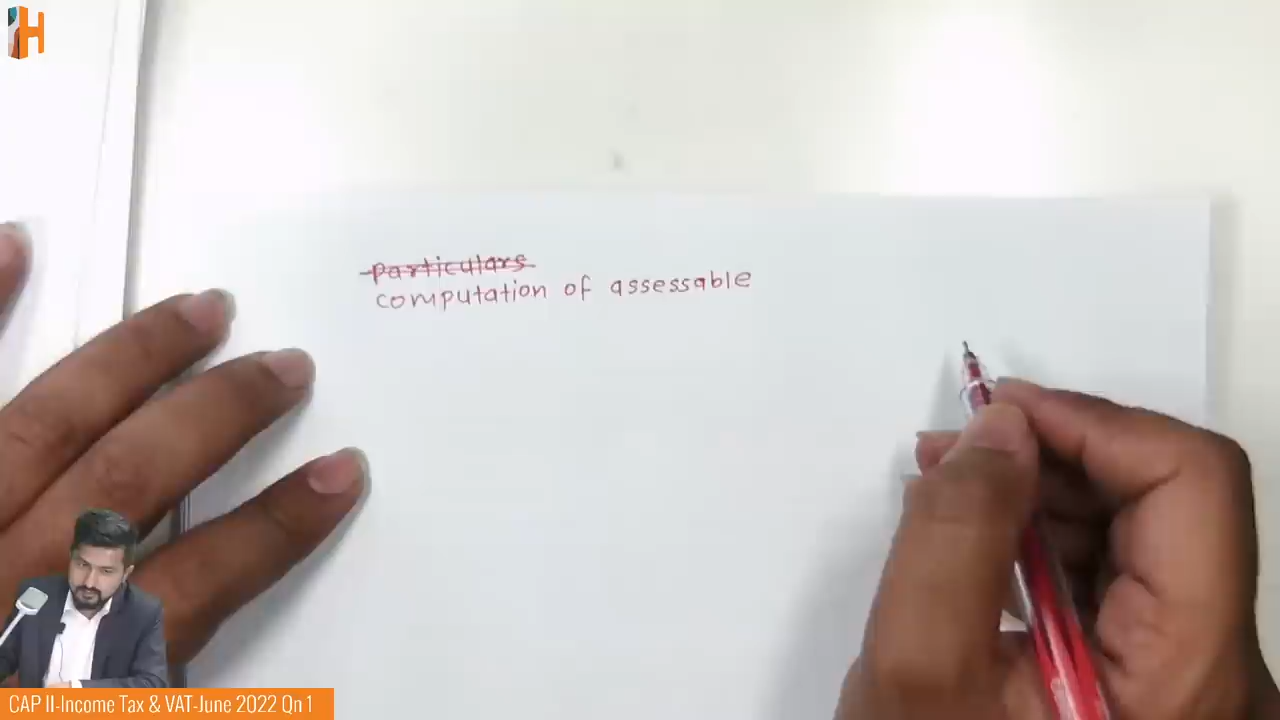 H
particulars
computation of assessable
CAP II-Income Tax & VAT-June 2022 Qn 1